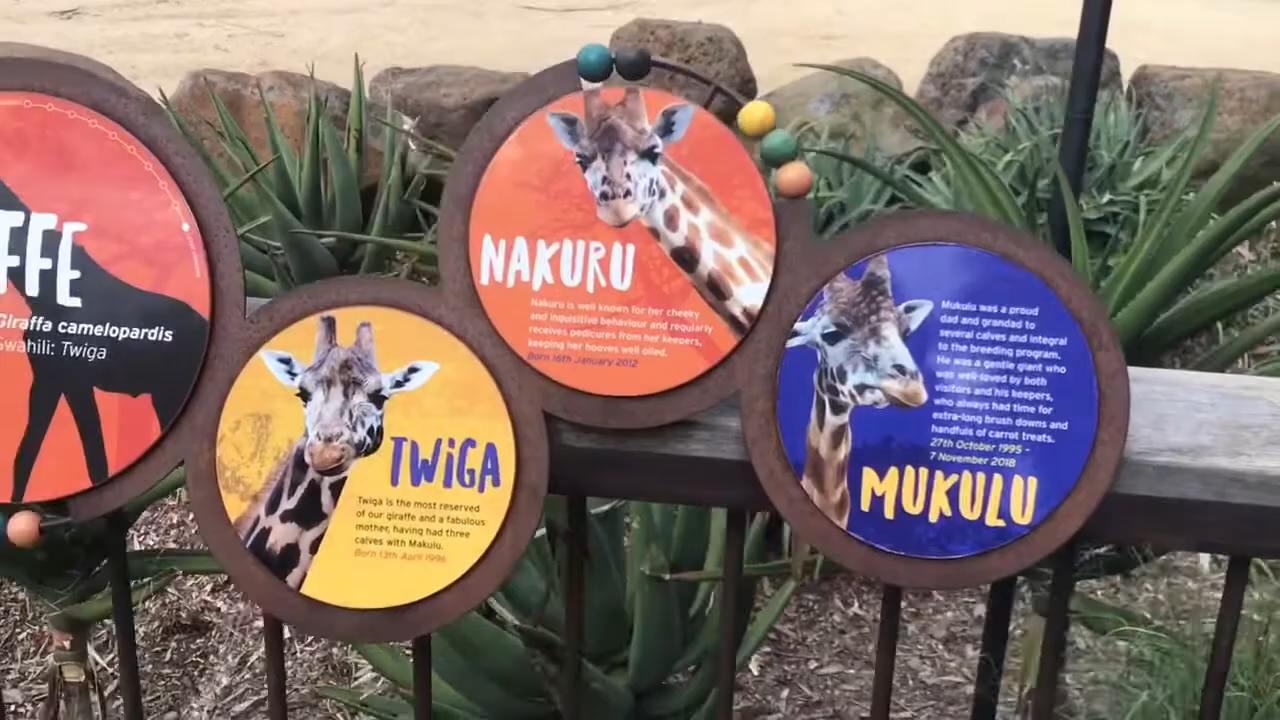 FFE
Giraffa camelopardis
Swahili: Twiga
TWIGA
Twiga is the most reserved
of our giraffe and a fabulous
mother, having had three
calves with Makulu.
Born 13th April 1996
NAKURU
Nakuru is well known for her cheeky
and inquisitive behaviour and regularly
receives pedicures from her keepers,
keeping her hooves well oiled.
Born 16th January 2012
Mukulu was a proud
dad and grandad to
several calves and integral
to the breeding program.
He was a gentle giant who
was well-loved by both
visitors and his keepers,
who always had time for
extra-long brush downs and
handfuls of carrot treats.
27th October 1995 -
7 November 2018
MUKULU